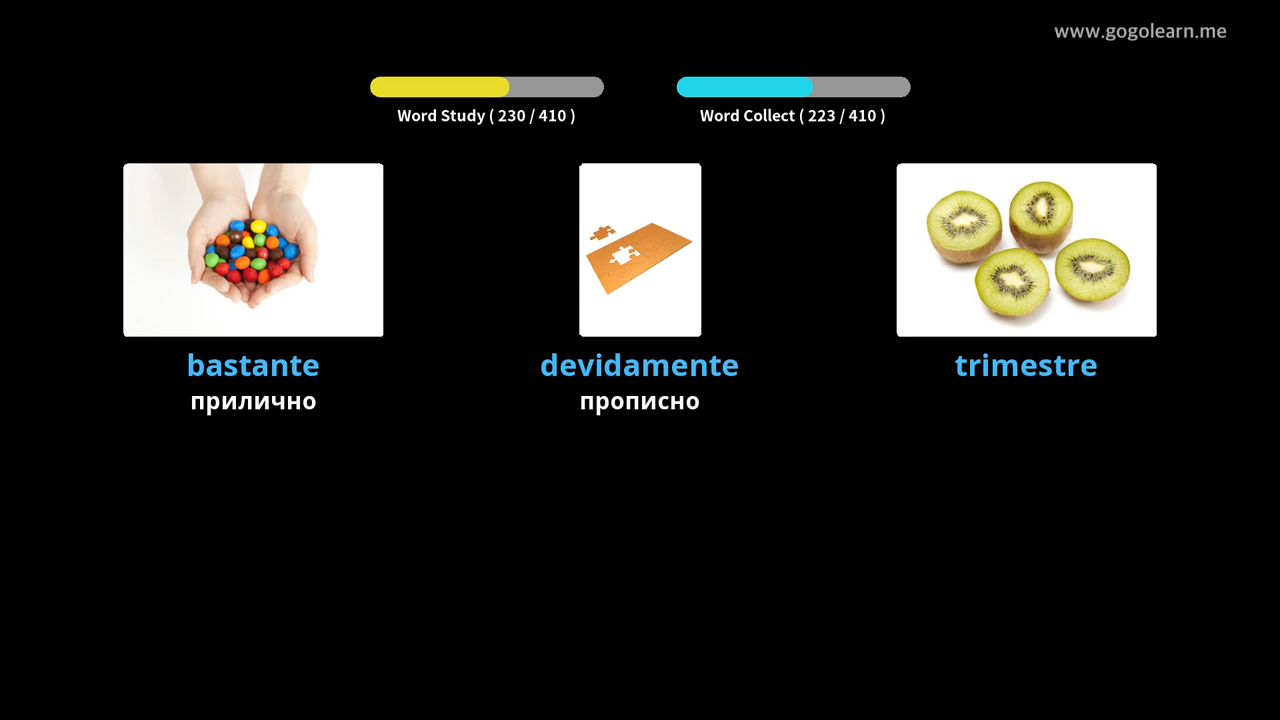 www.gogolearn.me
Word Study ( 230 / 410 )
Word Collect ( 223 / 410 )
bastante
прилично
devidamente
прописно
trimestre